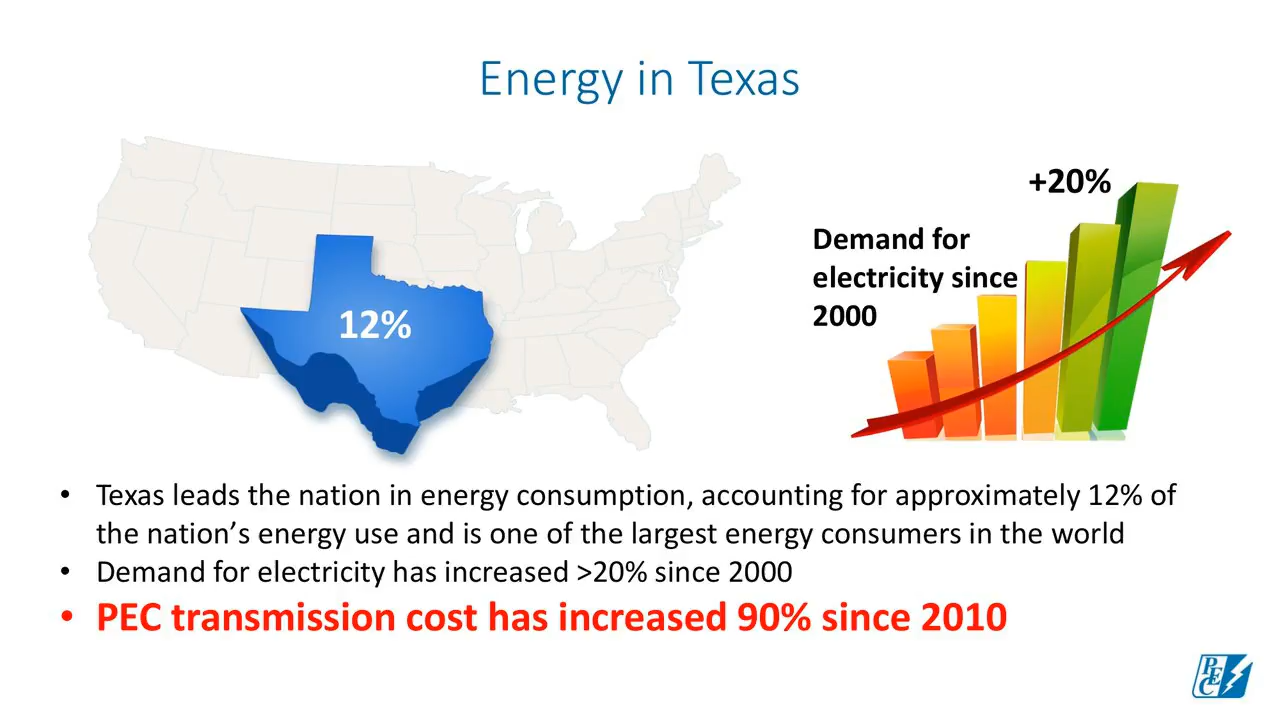 Energy in Texas
+20%
Demand for
electricity since
2000
12%
• Texas leads the nation in energy consumption, accounting for approximately 12% of
the nation’s energy use and is one of the largest energy consumers in the world
• Demand for electricity has increased >20% since 2000
• PEC transmission cost has increased 90% since 2010
PEC